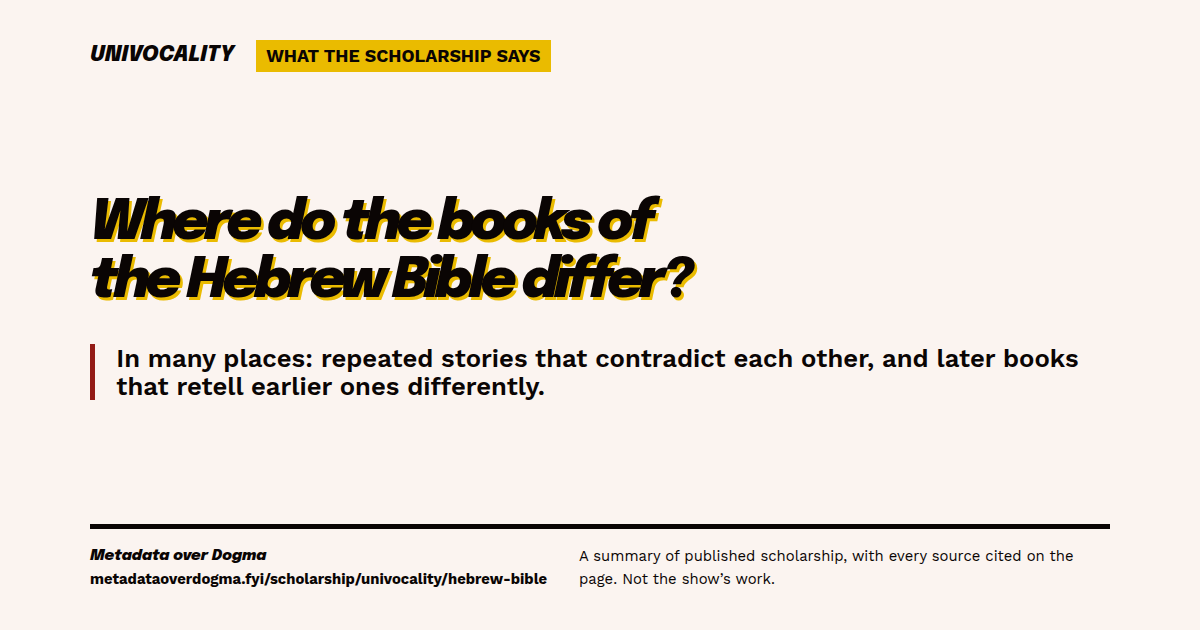 UNIVOCALITY
WHAT THE SCHOLARSHIP SAYS
Where do the books of
the Hebrew Bible differ?
In many places: repeated stories that contradict each other, and later books
that retell earlier ones differently.
Metadata over Dogma
metadataoverdogma.fyi/scholarship/univocality/hebrew-bible
A summary of published scholarship, with every source cited on the
page. Not the show’s work.